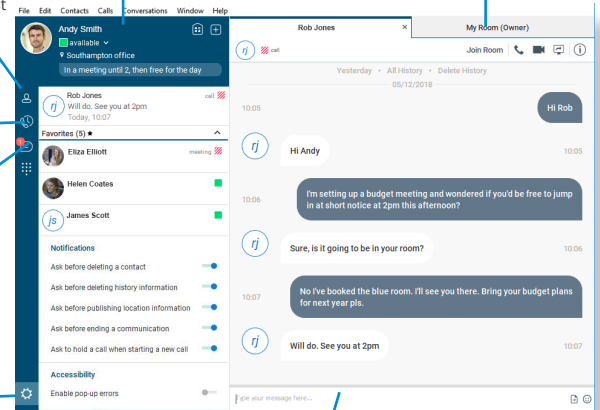 t
File Edit Contacts Calls Conversations Window Help
Andy Smith
available
Southampton office
In a meeting until 2, then free for the day
rj
Rob Jones
call
Will do. See you at 2pm
Today, 10:07
Favorites (5)
Eliza Elliott
meeting
1
Helen Coates
js
James Scott
Notifications
Ask before deleting a contact
Ask before deleting history information
Ask before publishing location information
Ask before ending a communication
Ask to hold a call when starting a new call
Accessibility
Enable pop-up errors
Rob Jones ×
My Room (Owner)
rj
call
Join Room
Yesterday • All History • Delete History
05/12/2018
10:05
Hi Rob
rj
Hi Andy
10:05
I'm setting up a budget meeting and wondered if you'd be free to jump
in at short notice at 2pm this afternoon?
10:06
rj
Sure, is it going to be in your room?
10:06
No I've booked the blue room. I'll see you there. Bring your budget plans
for next year pls.
10:07
rj
Will do. See you at 2pm
10:07
Type your message here...